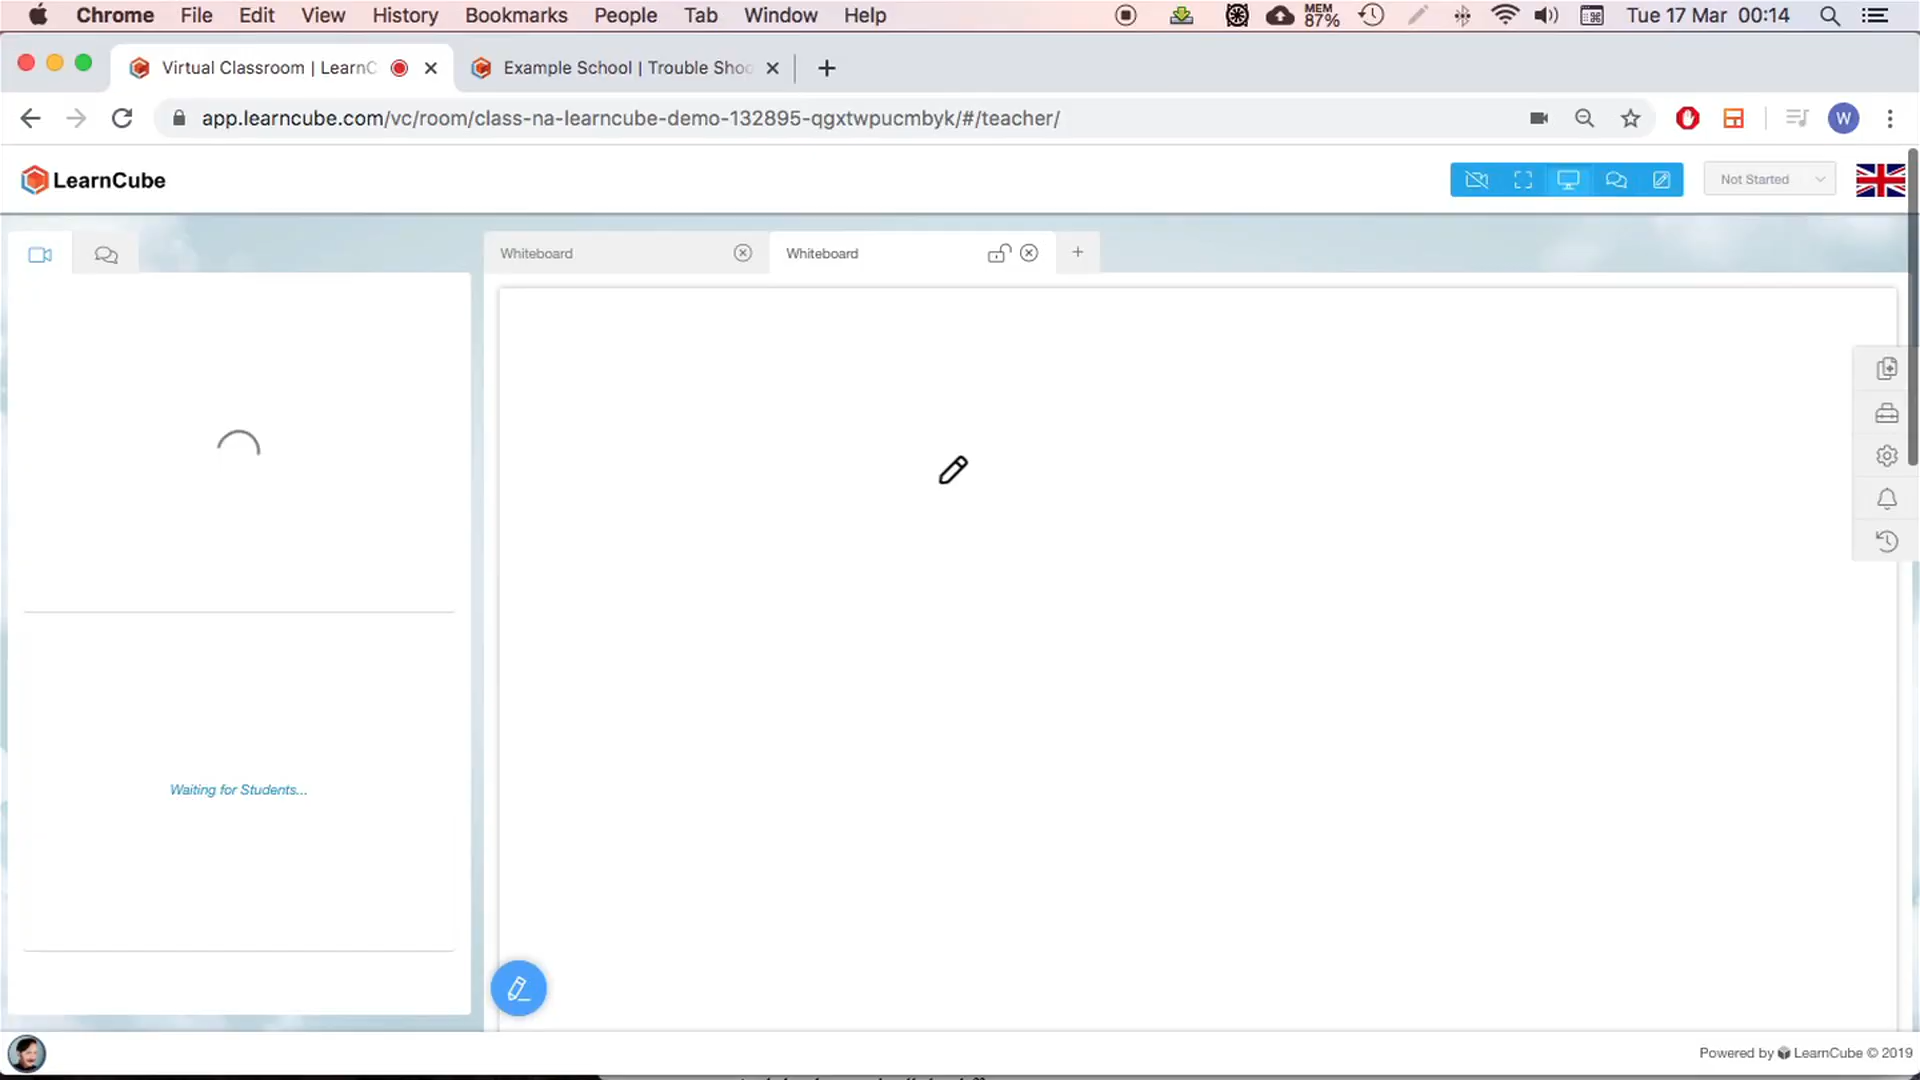 Chrome File Edit View History Bookmarks People Tab Window Help MEM 87% Tue 17 Mar 00:14
Virtual Classroom | LearnC Example School | Trouble Shoo
app.learncube.com/vc/room/class-na-learncube-demo-132895-qgxtwpucmbyk/#/teacher/ W
LearnCube Not Started
Whiteboard Whiteboard
Waiting for Students...
Powered by LearnCube © 2019